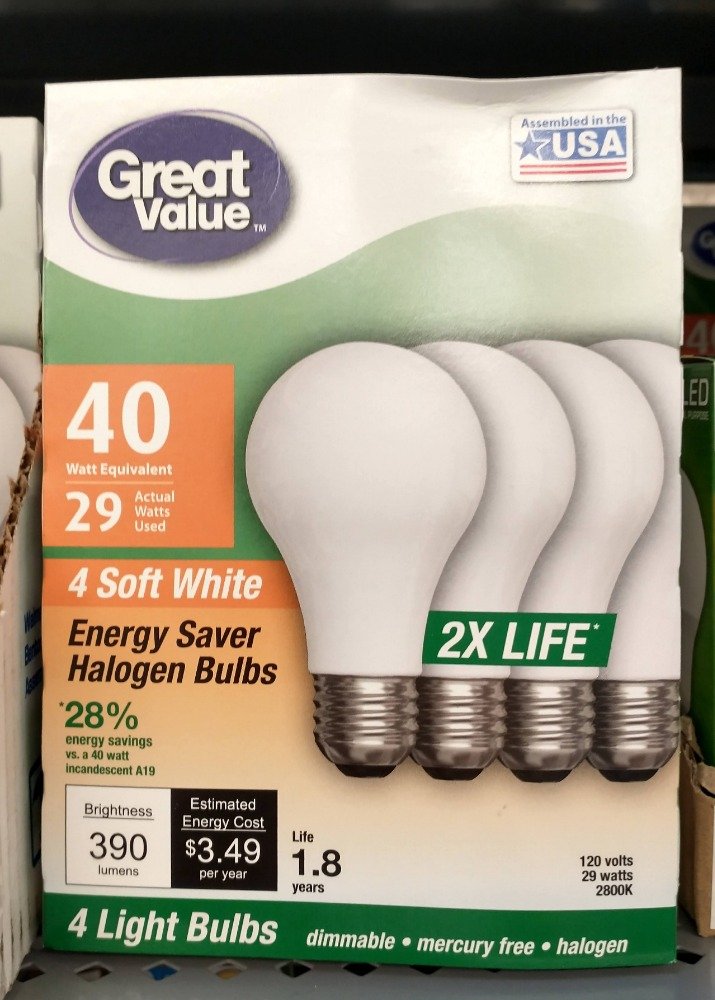 Great
Value™
Assembled in the
USA
40
Watt Equivalent
29 Actual
Watts
Used
4 Soft White
Energy Saver
Halogen Bulbs
2X LIFE*
*28%
energy savings
vs. a 40 watt
incandescent A19
Brightness
390
lumens
Estimated
Energy Cost
$3.49
per year
Life
1.8
years
120 volts
29 watts
2800K
4 Light Bulbs
dimmable • mercury free • halogen
LED